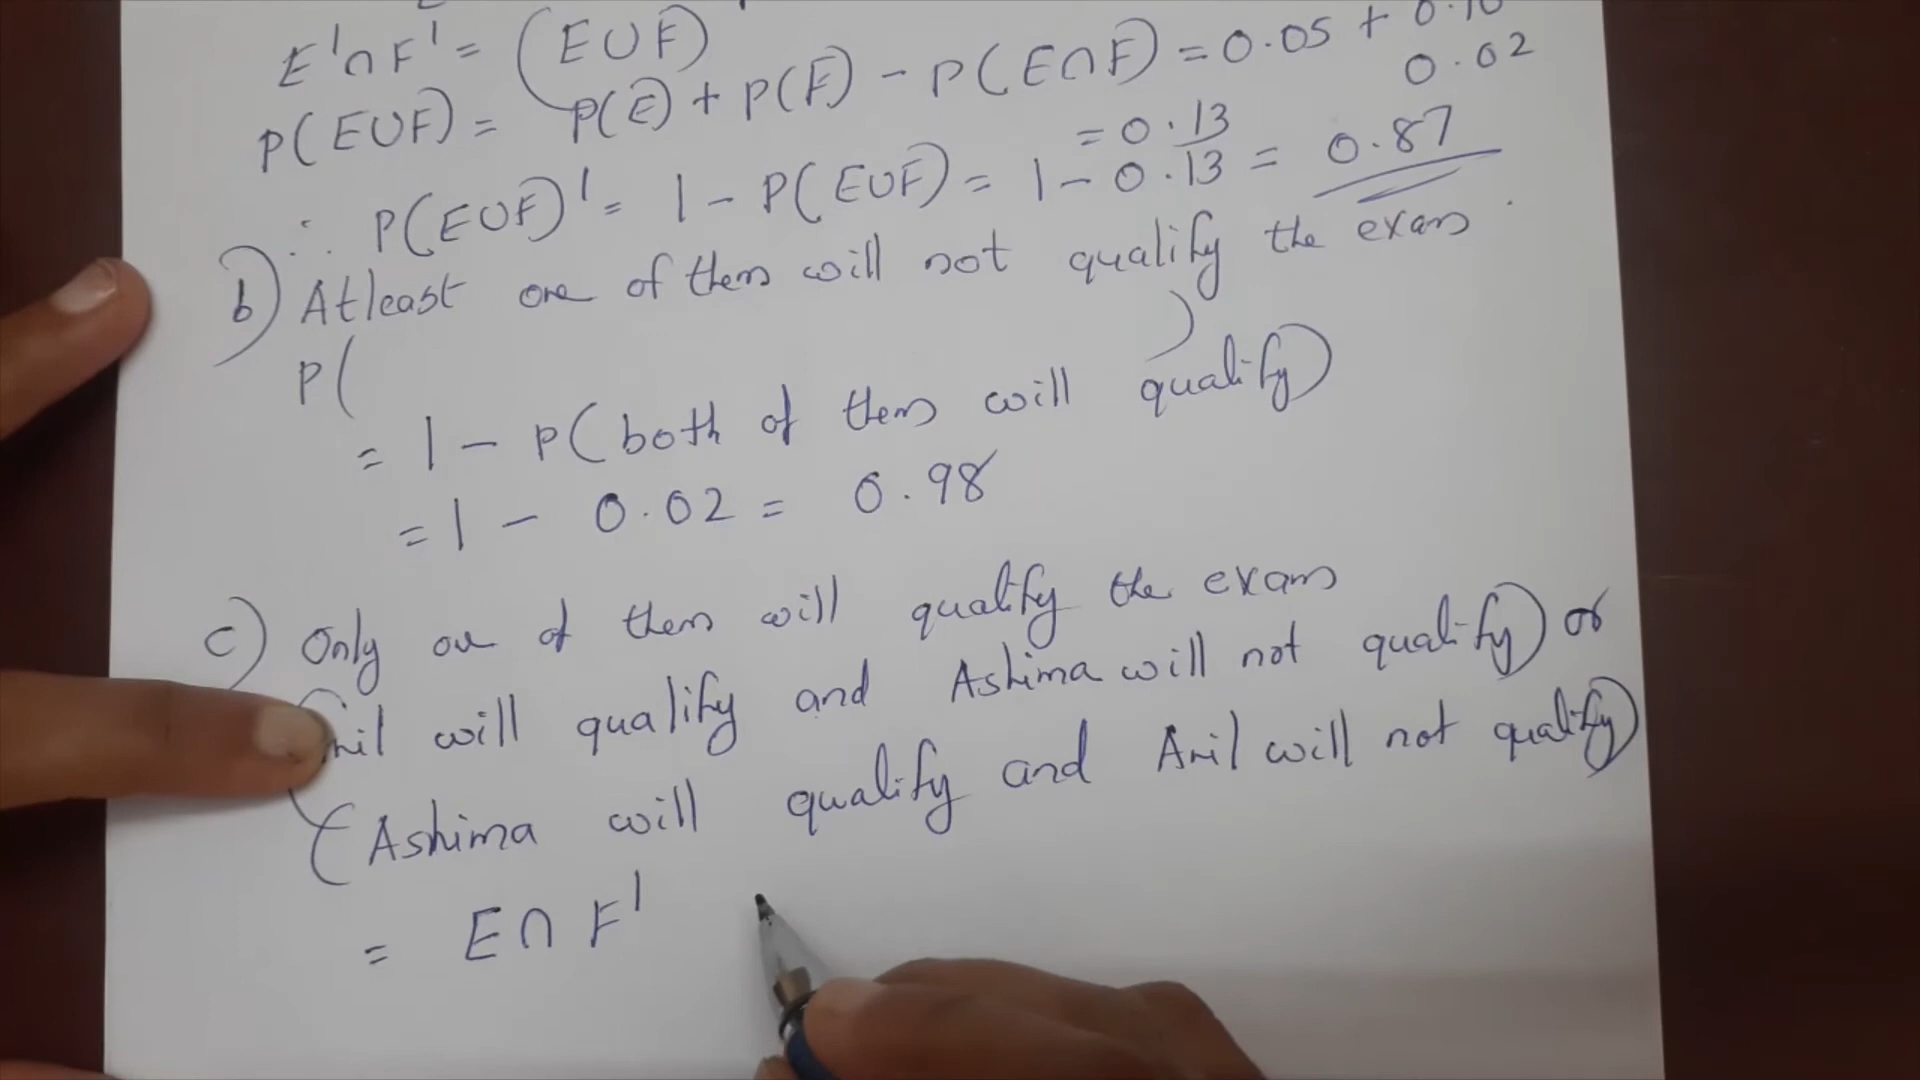 E'∩F' = (E∪F)'
P(E∪F) = P(E) + P(F) - P(E∩F) = 0.05 + 0.10
0.02
= 0.13
∴ P(E∪F)' = 1 - P(E∪F) = 1 - 0.13 = 0.87
b) Atleast one of them will not qualify the exam.
P( )
= 1 - P(both of them will qualify)
= 1 - 0.02 = 0.98
c) Only one of them will qualify the exam
(Anil will qualify and Ashima will not qualify) or
(Ashima will qualify and Anil will not qualify)
= E∩F'